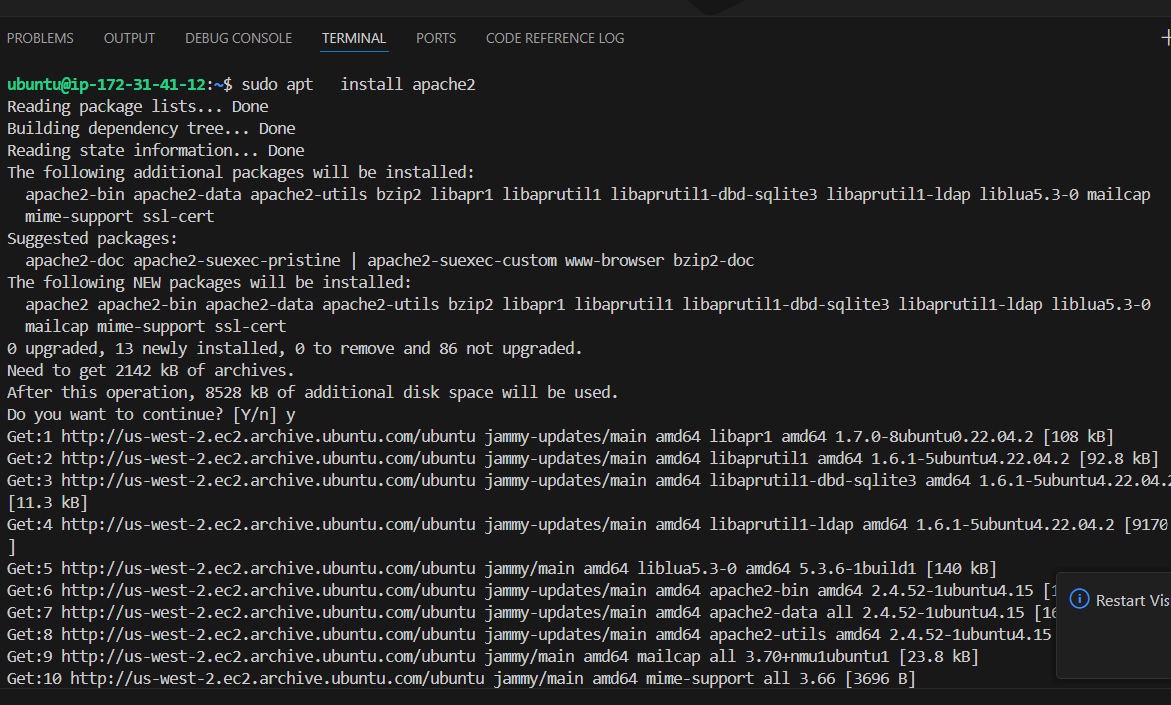 PROBLEMS OUTPUT DEBUG CONSOLE TERMINAL PORTS CODE REFERENCE LOG
ubuntu@ip-172-31-41-12:~$ sudo apt   install apache2
Reading package lists... Done
Building dependency tree... Done
Reading state information... Done
The following additional packages will be installed:
  apache2-bin apache2-data apache2-utils bzip2 libapr1 libaprutil1 libaprutil1-dbd-sqlite3 libaprutil1-ldap liblua5.3-0 mailcap
  mime-support ssl-cert
Suggested packages:
  apache2-doc apache2-suexec-pristine | apache2-suexec-custom www-browser bzip2-doc
The following NEW packages will be installed:
  apache2 apache2-bin apache2-data apache2-utils bzip2 libapr1 libaprutil1 libaprutil1-dbd-sqlite3 libaprutil1-ldap liblua5.3-0
  mailcap mime-support ssl-cert
0 upgraded, 13 newly installed, 0 to remove and 86 not upgraded.
Need to get 2142 kB of archives.
After this operation, 8528 kB of additional disk space will be used.
Do you want to continue? [Y/n] y
Get:1 http://us-west-2.ec2.archive.ubuntu.com/ubuntu jammy-updates/main amd64 libapr1 amd64 1.7.0-8ubuntu0.22.04.2 [108 kB]
Get:2 http://us-west-2.ec2.archive.ubuntu.com/ubuntu jammy-updates/main amd64 libaprutil1 amd64 1.6.1-5ubuntu4.22.04.2 [92.8 kB]
Get:3 http://us-west-2.ec2.archive.ubuntu.com/ubuntu jammy-updates/main amd64 libaprutil1-dbd-sqlite3 amd64 1.6.1-5ubuntu4.22.04.2
[11.3 kB]
Get:4 http://us-west-2.ec2.archive.ubuntu.com/ubuntu jammy-updates/main amd64 libaprutil1-ldap amd64 1.6.1-5ubuntu4.22.04.2 [9170
]
Get:5 http://us-west-2.ec2.archive.ubuntu.com/ubuntu jammy/main amd64 liblua5.3-0 amd64 5.3.6-1build1 [140 kB]
Get:6 http://us-west-2.ec2.archive.ubuntu.com/ubuntu jammy-updates/main amd64 apache2-bin amd64 2.4.52-1ubuntu4.15 [1
Restart Vis
Get:7 http://us-west-2.ec2.archive.ubuntu.com/ubuntu jammy-updates/main amd64 apache2-data all 2.4.52-1ubuntu4.15 [16
Get:8 http://us-west-2.ec2.archive.ubuntu.com/ubuntu jammy-updates/main amd64 apache2-utils amd64 2.4.52-1ubuntu4.15
Get:9 http://us-west-2.ec2.archive.ubuntu.com/ubuntu jammy/main amd64 mailcap all 3.70+nmu1ubuntu1 [23.8 kB]
Get:10 http://us-west-2.ec2.archive.ubuntu.com/ubuntu jammy/main amd64 mime-support all 3.66 [3696 B]